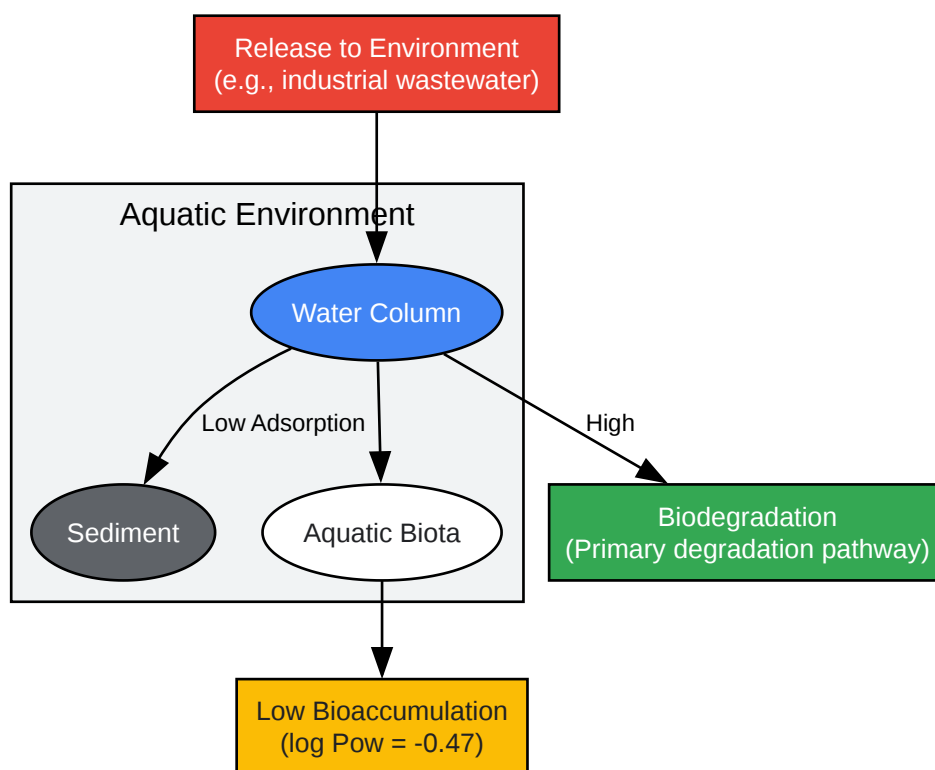 Release to Environment
(e.g., industrial wastewater)
Aquatic Environment
Water Column
Low Adsorption
High
Sediment
Aquatic Biota
Biodegradation
(Primary degradation pathway)
Low Bioaccumulation
(log Pow = -0.47)